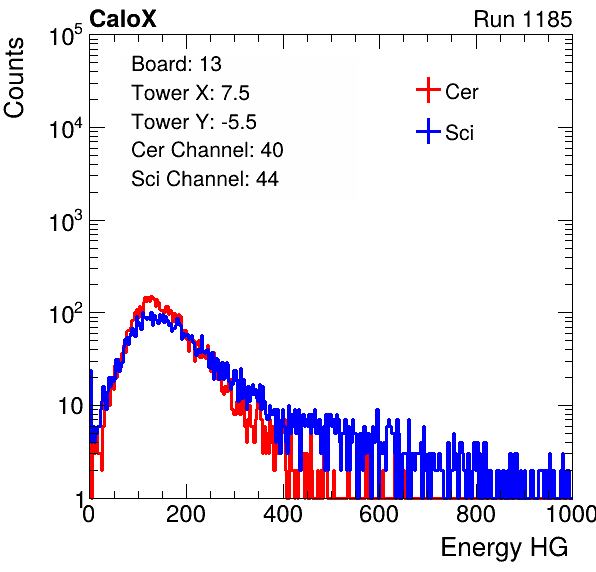 CaloX Run 1185
Counts
10^5
10^4
10^3
10^2
10
1
Board: 13
Tower X: 7.5
Tower Y: -5.5
Cer Channel: 40
Sci Channel: 44
Cer
Sci
0 200 400 600 800 1000
Energy HG